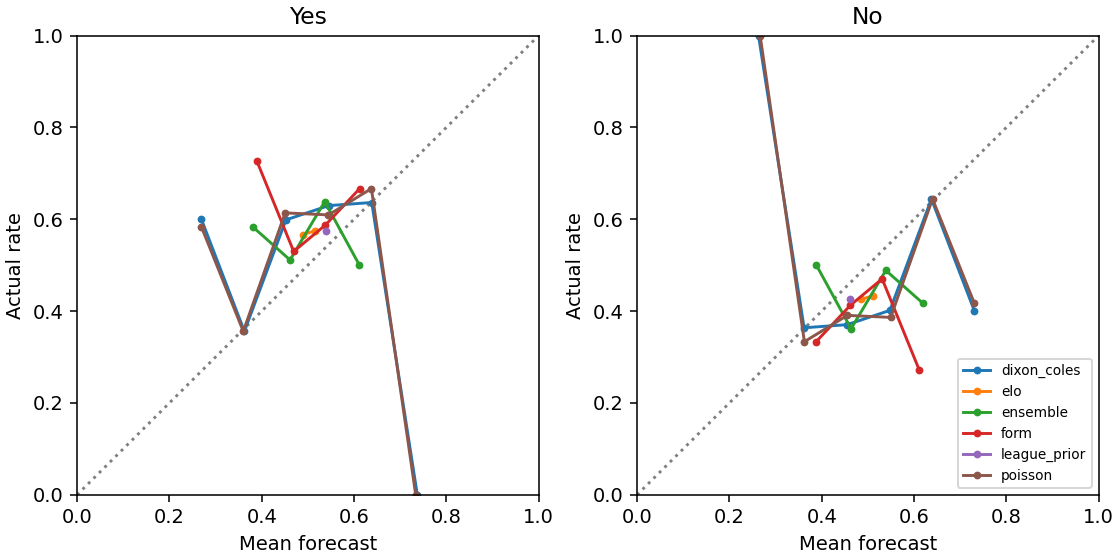 Yes
No
1.0
0.8
0.6
0.4
0.2
0.0
Actual rate
0.0 0.2 0.4 0.6 0.8 1.0
Mean forecast
1.0
0.8
0.6
0.4
0.2
0.0
Actual rate
dixon_coles
elo
ensemble
form
league_prior
poisson
0.0 0.2 0.4 0.6 0.8 1.0
Mean forecast